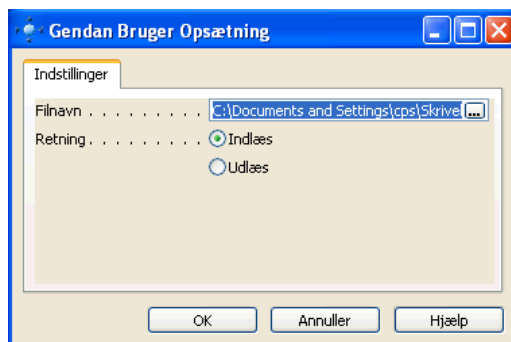 Gendan Bruger Opsætning
Indstillinger
Filnavn . . . . . . . . . C:\Documents and Settings\cps\Skrive ...
Retning . . . . . . . . . Indlæs
Udlæs
OK Annuller Hjælp